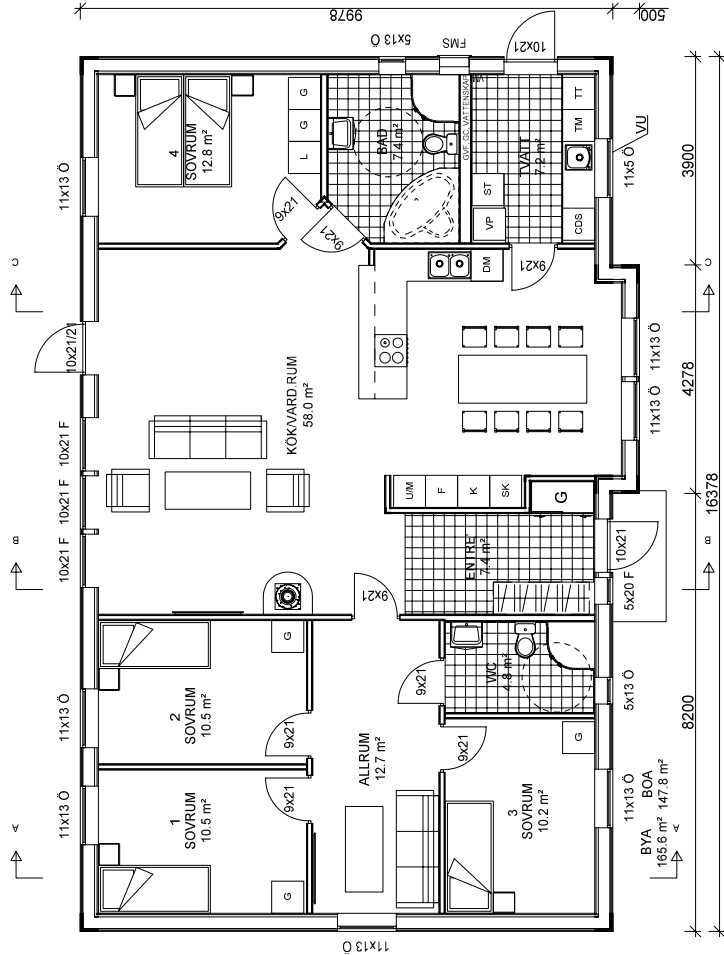 9978
500
5x13 Ö
FMS
10x21
4
SOVRUM
12.8 m²
G
G
L
BAD
7.4 m²
GVF, GC, VATTENSKAP
TVÄTT
7.2 m²
TT
TM
VU
ST
VP
CDS
11x13 Ö
11x5 Ö
3900
9x21
9x21
9x21
DM
C
C
10x21/21
KÖK/VARD.RUM
58.0 m²
11x13 Ö
11x13 Ö
4278
16378
10x21 F
10x21 F
10x21 F
U/M
F
K
SK
G
B
B
ENTRE'
7.4 m²
10x21
5x20 F
9x21
G
2
SOVRUM
10.5 m²
11x13 Ö
9x21
9x21
WC
4.8 m²
5x13 Ö
8200
ALLRUM
12.7 m²
9x21
G
11x13 Ö
1
SOVRUM
10.5 m²
9x21
G
3
SOVRUM
10.2 m²
11x13 Ö
BYA BOA
165.6 m² 147.8 m²
A
A
11x13 Ö